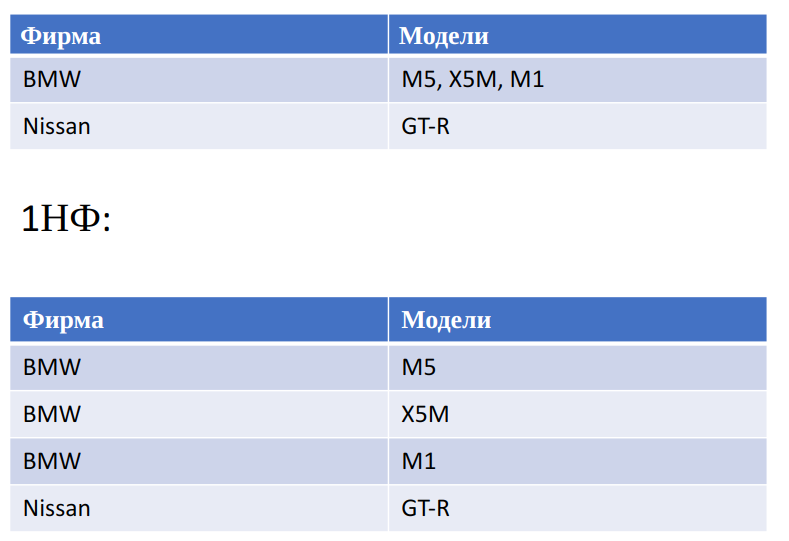 Фирма Модели
BMW M5, X5M, M1
Nissan GT-R
1НФ:
Фирма Модели
BMW M5
BMW X5M
BMW M1
Nissan GT-R